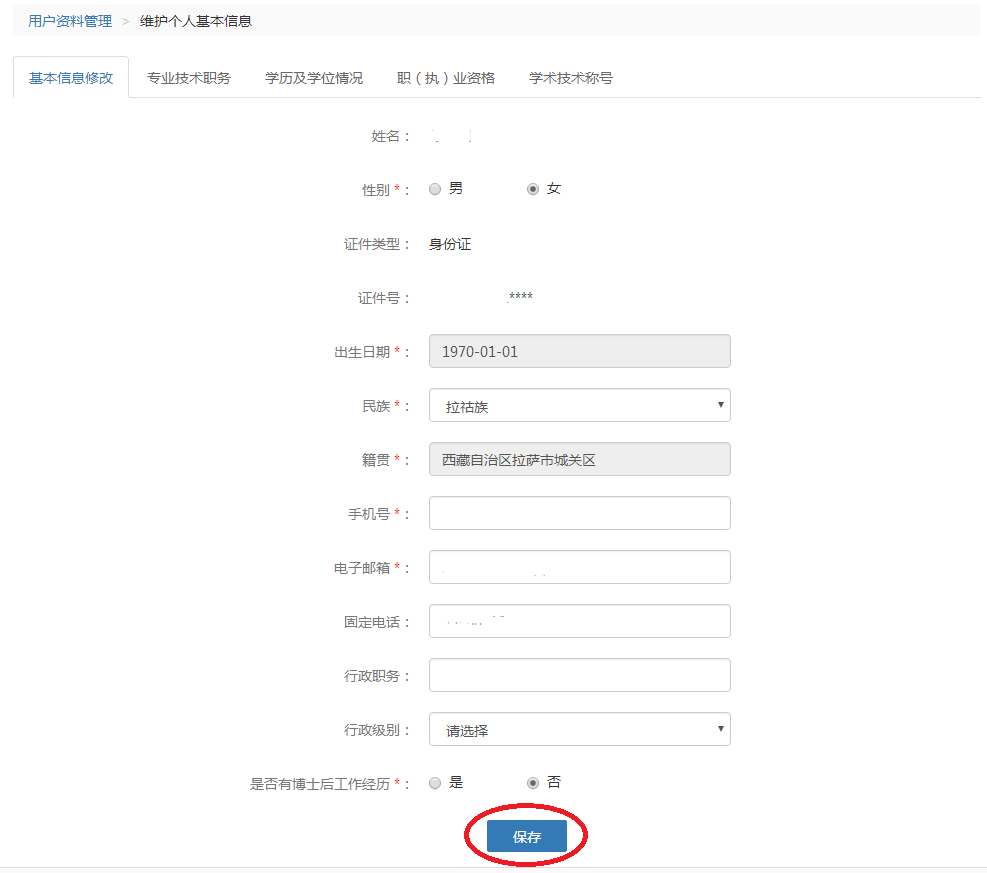 用户资料管理 > 维护个人基本信息
基本信息修改 专业技术职务 学历及学位情况 职（执）业资格 学术技术称号
姓名：
性别 *： 男 女
证件类型： 身份证
证件号： ****
出生日期 *： 1970-01-01
民族 *： 拉祜族
籍贯 *： 西藏自治区拉萨市城关区
手机号 *：
电子邮箱 *：
固定电话：
行政职务：
行政级别： 请选择
是否有博士后工作经历 *： 是 否
保存